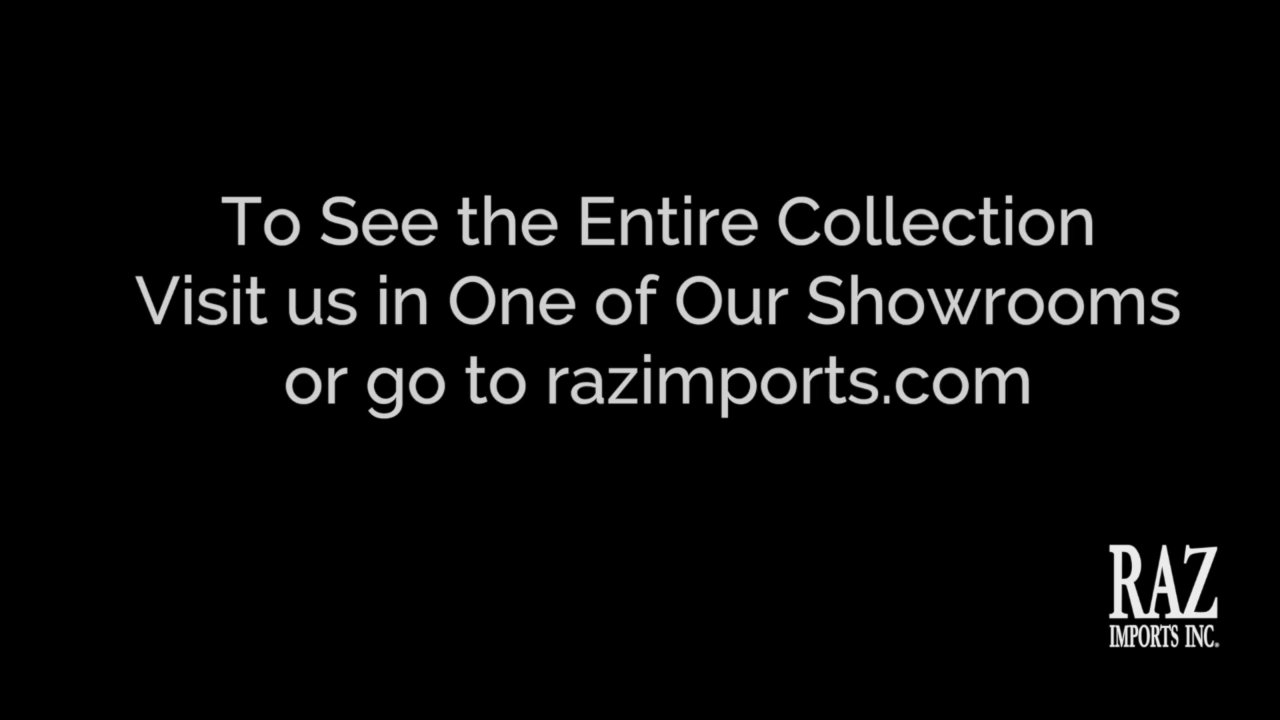 To See the Entire Collection
Visit us in One of Our Showrooms
or go to razimports.com
RAZ
IMPORTS INC.®